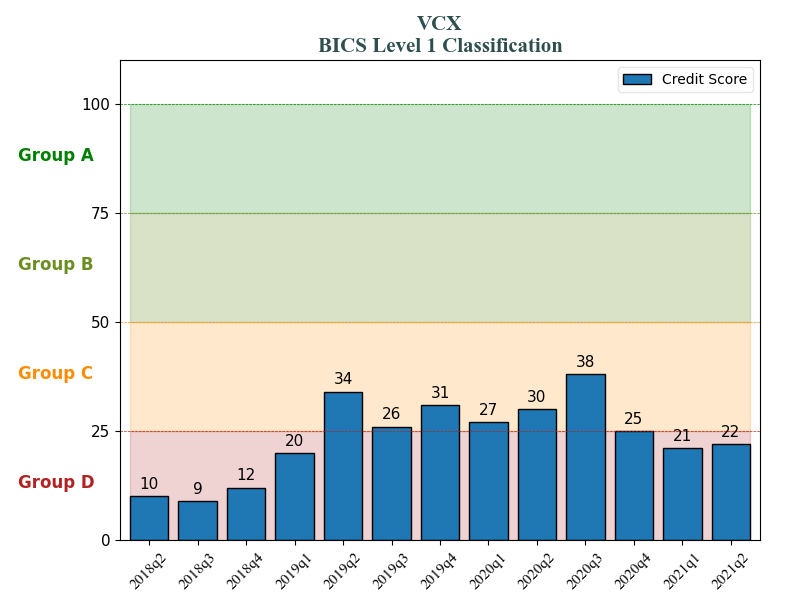 VCX
BICS Level 1 Classification
Credit Score
100
Group A
75
Group B
50
Group C
25
Group D
0
10
9
12
20
34
26
31
27
30
38
25
21
22
2018q2
2018q3
2018q4
2019q1
2019q2
2019q3
2019q4
2020q1
2020q2
2020q3
2020q4
2021q1
2021q2